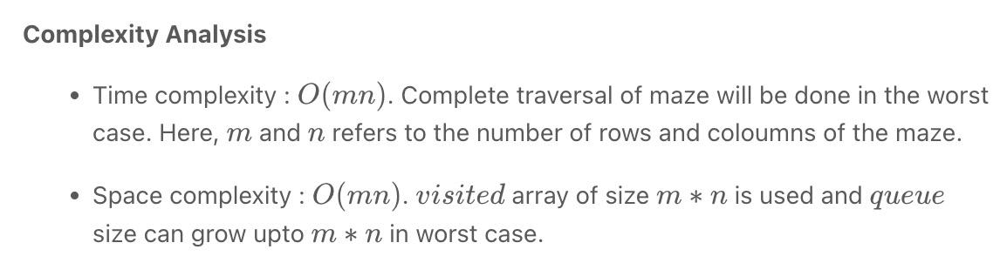 Complexity Analysis
• Time complexity : O(mn). Complete traversal of maze will be done in the worst
case. Here, m and n refers to the number of rows and coloumns of the maze.
• Space complexity : O(mn). visited array of size m ∗ n is used and queue
size can grow upto m ∗ n in worst case.